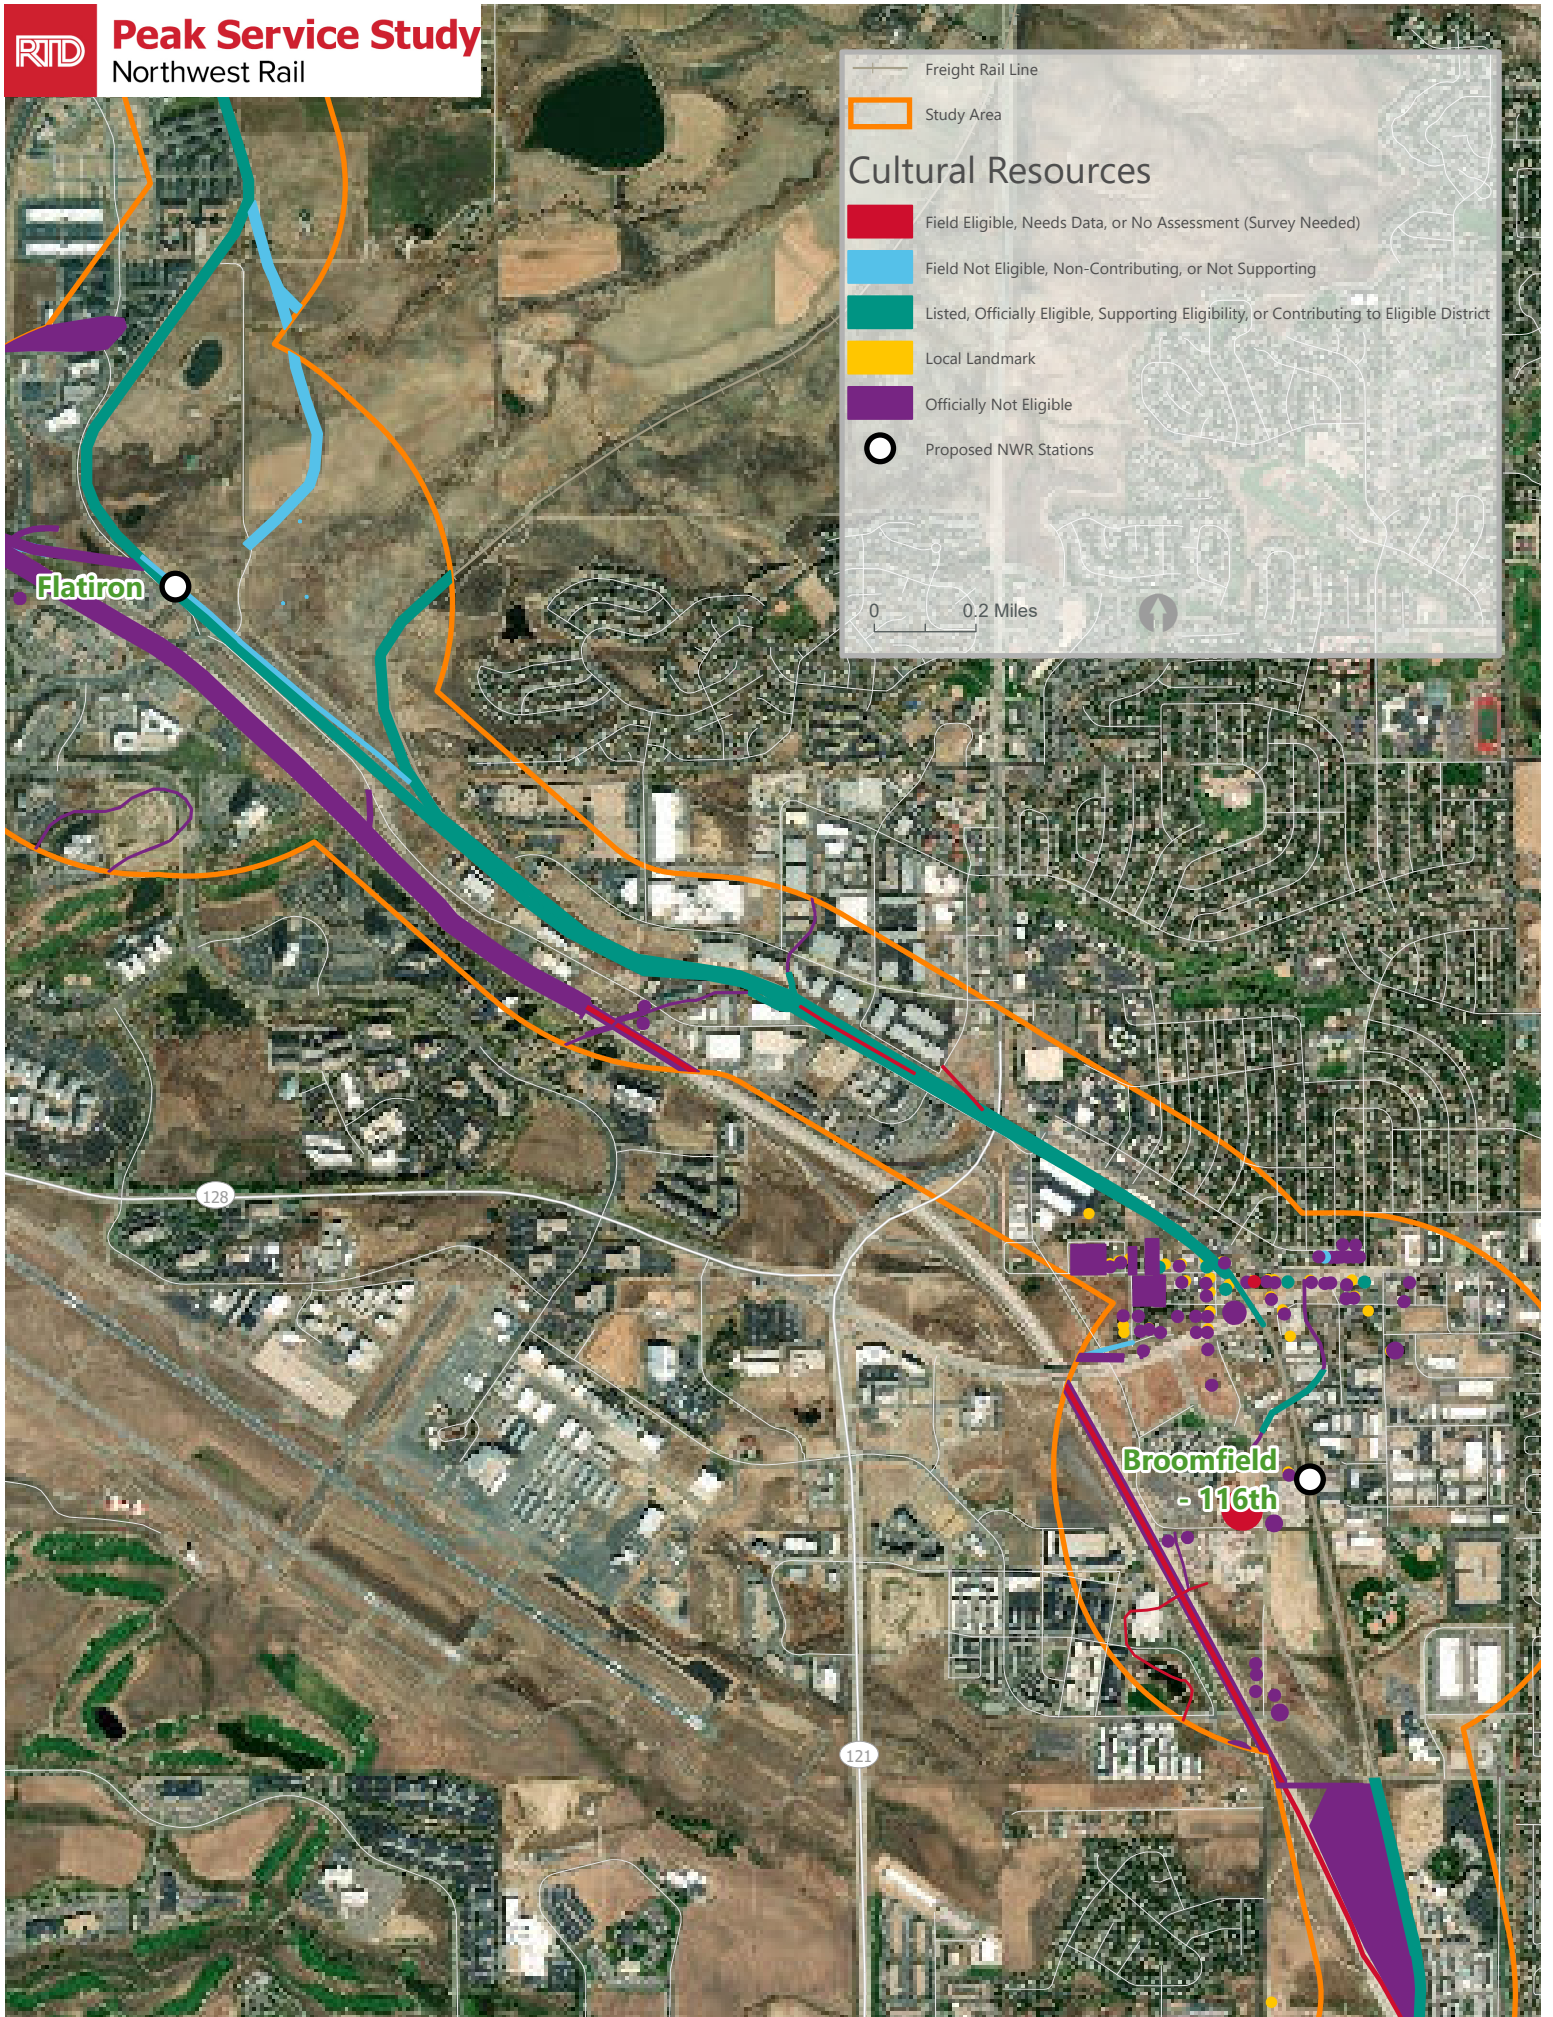 RTD
Peak Service Study
Northwest Rail
Freight Rail Line
Study Area
Cultural Resources
Field Eligible, Needs Data, or No Assessment (Survey Needed)
Field Not Eligible, Non-Contributing, or Not Supporting
Listed, Officially Eligible, Supporting Eligibility, or Contributing to Eligible District
Local Landmark
Officially Not Eligible
Proposed NWR Stations
0 0.2 Miles
Flatiron
128
Broomfield
- 116th
121